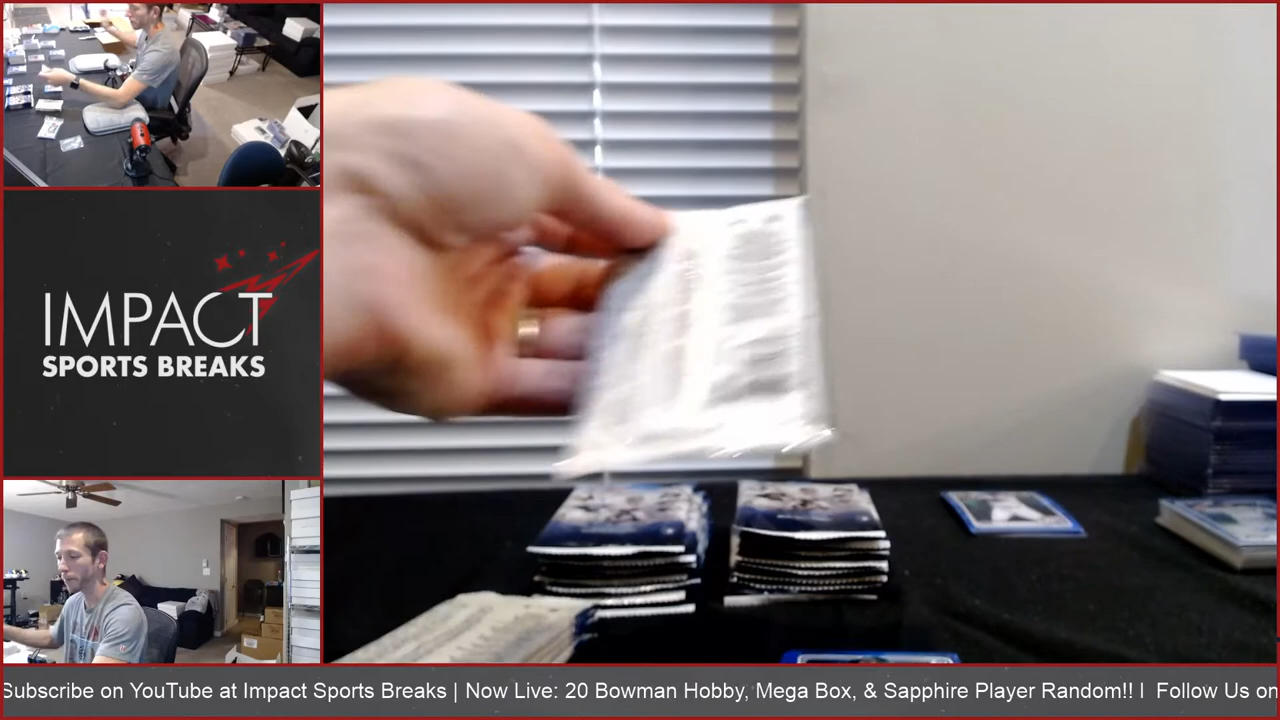 IMPACT
SPORTS BREAKS
Subscribe on YouTube at Impact Sports Breaks | Now Live: 20 Bowman Hobby, Mega Box, & Sapphire Player Random!! l Follow Us on